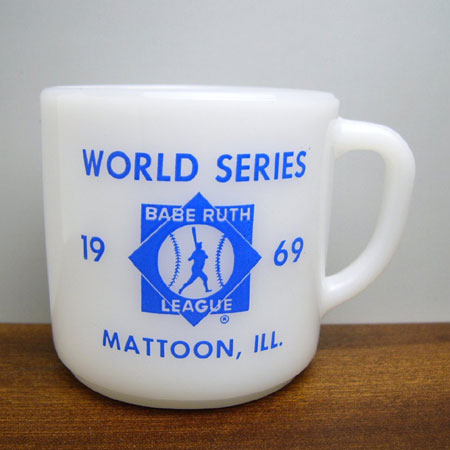 WORLD SERIES
BABE RUTH
19 69
LEAGUE
®
MATTOON, ILL.